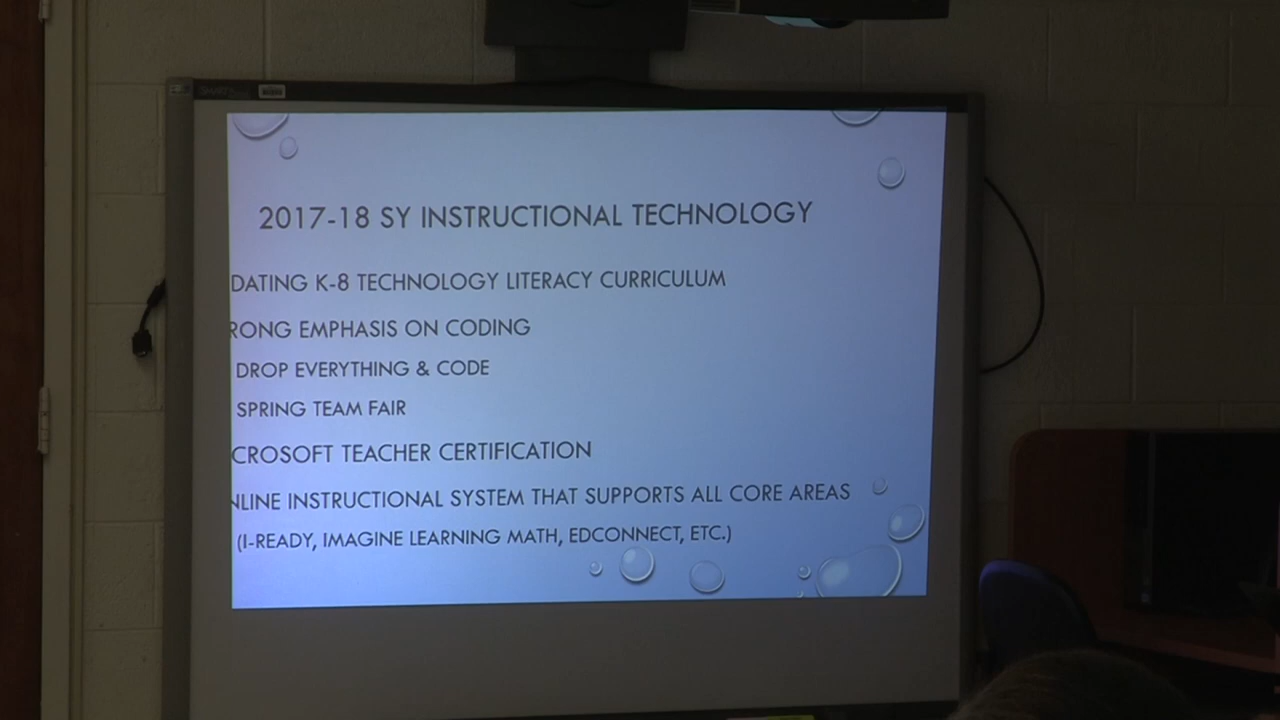 SMART
2017-18 SY INSTRUCTIONAL TECHNOLOGY
DATING K-8 TECHNOLOGY LITERACY CURRICULUM
RONG EMPHASIS ON CODING
DROP EVERYTHING & CODE
SPRING TEAM FAIR
CROSOFT TEACHER CERTIFICATION
NLINE INSTRUCTIONAL SYSTEM THAT SUPPORTS ALL CORE AREAS
(I-READY, IMAGINE LEARNING MATH, EDCONNECT, ETC.)